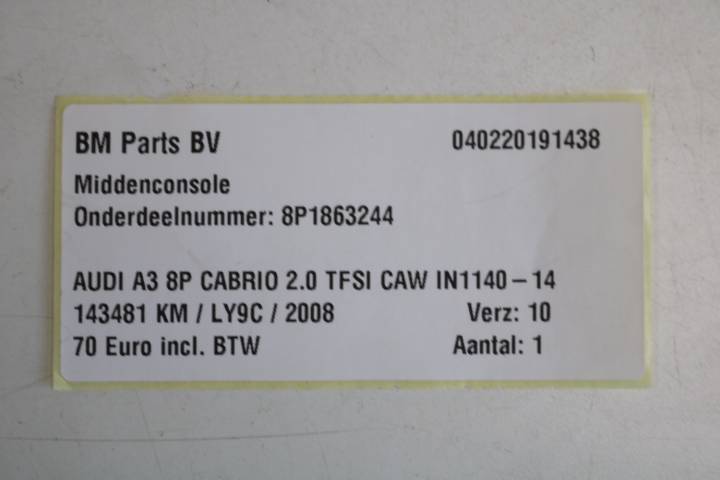 BM Parts BV 040220191438
Middenconsole
Onderdeelnummer: 8P1863244
AUDI A3 8P CABRIO 2.0 TFSI CAW IN1140 – 14
143481 KM / LY9C / 2008 Verz: 10
70 Euro incl. BTW Aantal: 1